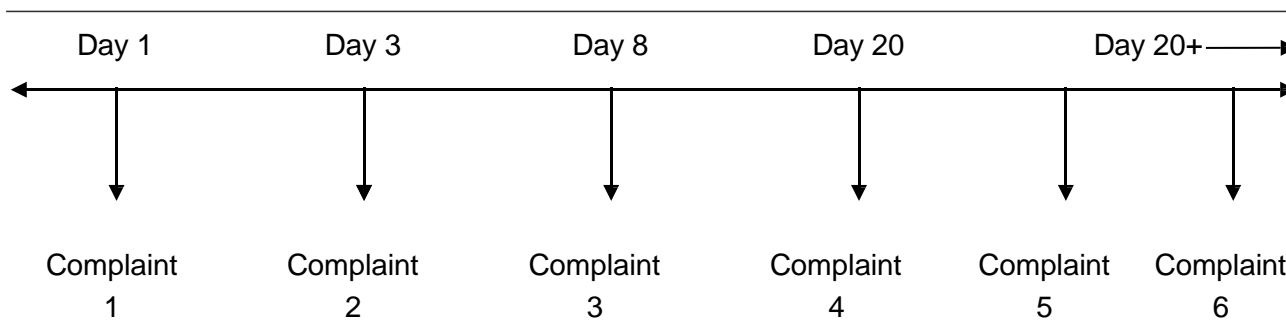 Day 1 Day 3 Day 8 Day 20 Day 20+
Complaint Complaint Complaint Complaint Complaint Complaint
1 2 3 4 5 6